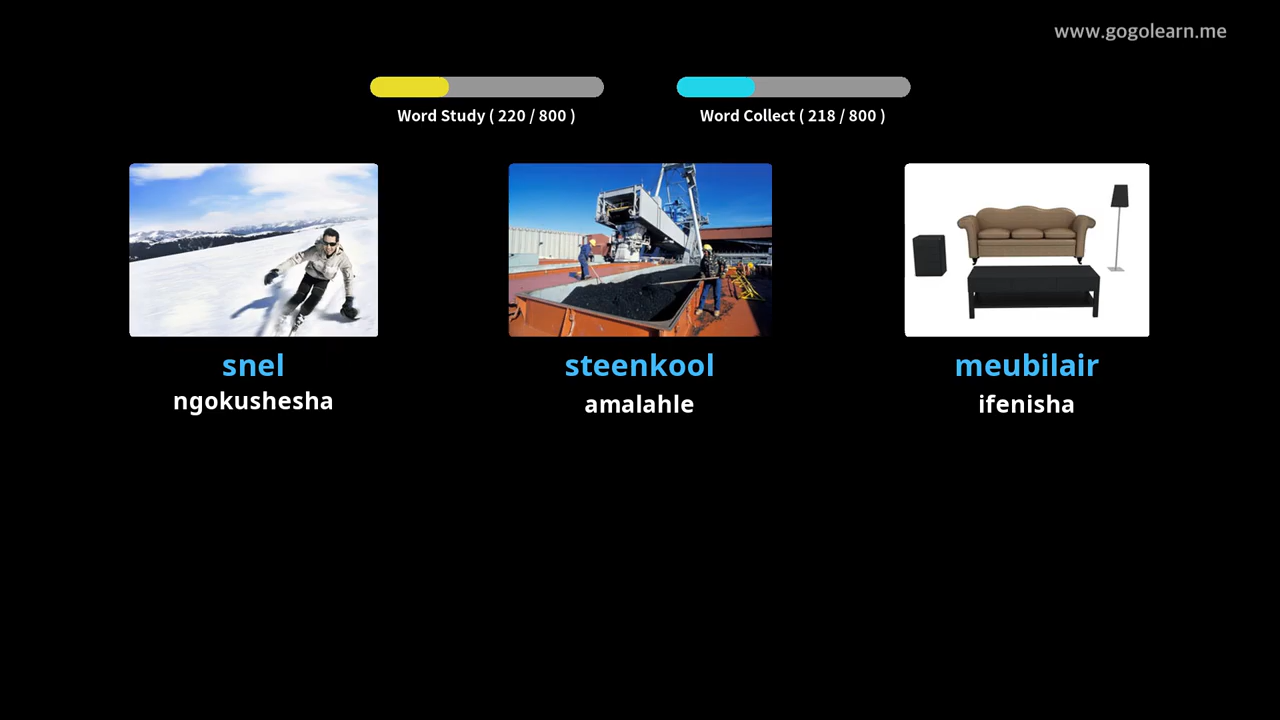 www.gogolearn.me
Word Study ( 220 / 800 )
Word Collect ( 218 / 800 )
snel
steenkool
meubilair
ngokushesha
amalahle
ifenisha